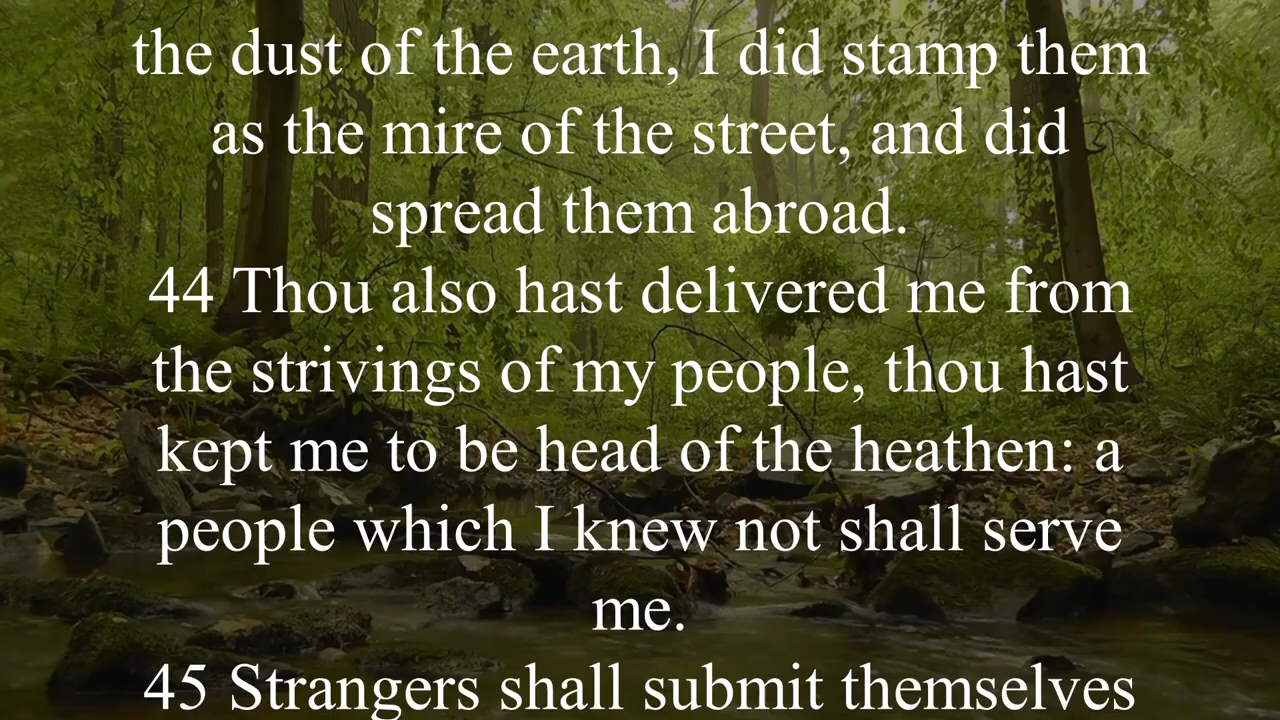 the dust of the earth, I did stamp them
as the mire of the street, and did
spread them abroad.
44 Thou also hast delivered me from
the strivings of my people, thou hast
kept me to be head of the heathen: a
people which I knew not shall serve
me.
45 Strangers shall submit themselves